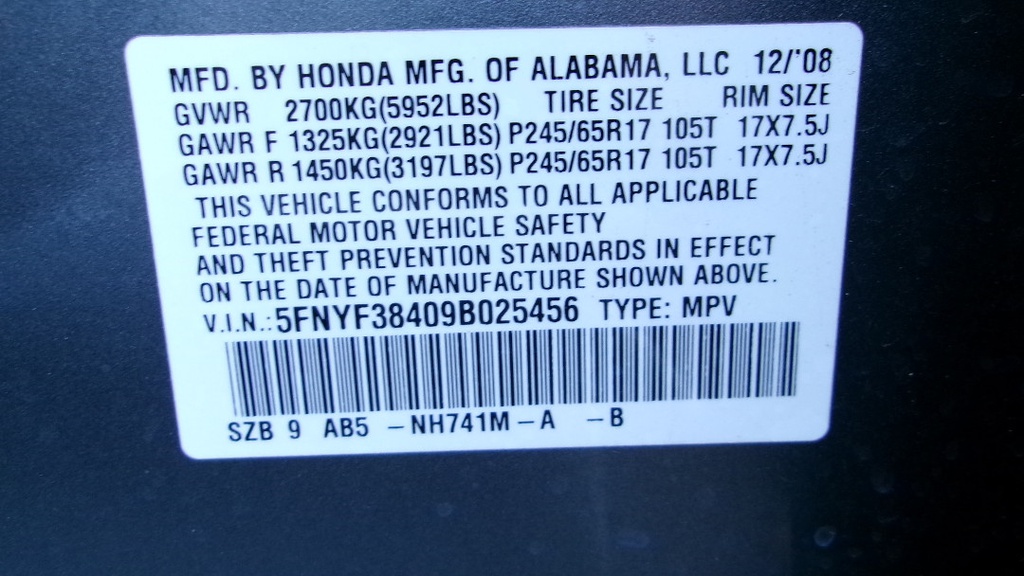 MFD. BY HONDA MFG. OF ALABAMA, LLC 12/'08
GVWR 2700KG(5952LBS) TIRE SIZE RIM SIZE
GAWR F 1325KG(2921LBS) P245/65R17 105T 17X7.5J
GAWR R 1450KG(3197LBS) P245/65R17 105T 17X7.5J
THIS VEHICLE CONFORMS TO ALL APPLICABLE
FEDERAL MOTOR VEHICLE SAFETY
AND THEFT PREVENTION STANDARDS IN EFFECT
ON THE DATE OF MANUFACTURE SHOWN ABOVE.
V.I.N.:5FNYF38409B025456 TYPE: MPV
SZB 9 AB5 -NH741M-A -B